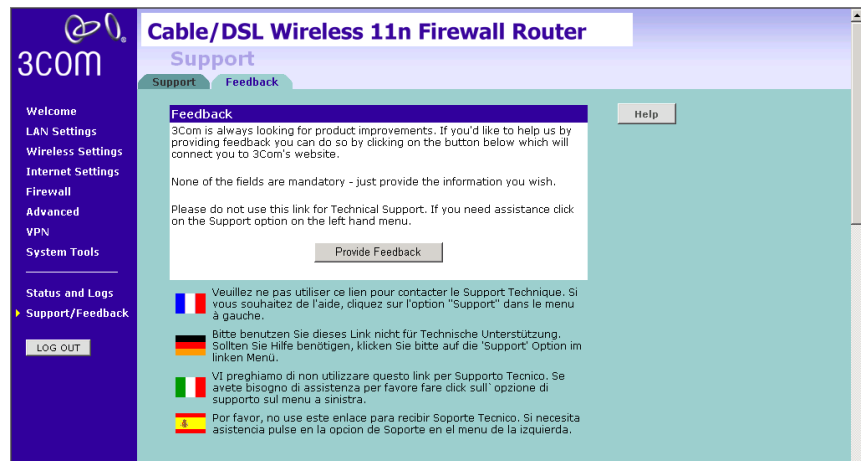 3COM
Cable/DSL Wireless 11n Firewall Router
Support
Support
Feedback
Welcome
LAN Settings
Wireless Settings
Internet Settings
Firewall
Advanced
VPN
System Tools
Status and Logs
Support/Feedback
LOG OUT
Feedback
3Com is always looking for product improvements. If you'd like to help us by
providing feedback you can do so by clicking on the button below which will
connect you to 3Com's website.
None of the fields are mandatory - just provide the information you wish.
Please do not use this link for Technical Support. If you need assistance click
on the Support option on the left hand menu.
Provide Feedback
Help
Veuillez ne pas utiliser ce lien pour contacter le Support Technique. Si
vous souhaitez de l'aide, cliquez sur l'option "Support" dans le menu
à gauche.
Bitte benutzen Sie dieses Link nicht für Technische Unterstützung.
Sollten Sie Hilfe benötigen, klicken Sie bitte auf die 'Support' Option im
linken Menü.
VI preghiamo di non utilizzare questo link per Supporto Tecnico. Se
avete bisogno di assistenza per favore fare click sull` opzione di
supporto sul menu a sinistra.
Por favor, no use este enlace para recibir Soporte Tecnico. Si necesita
asistencia pulse en la opcion de Soporte en el menu de la izquierda.